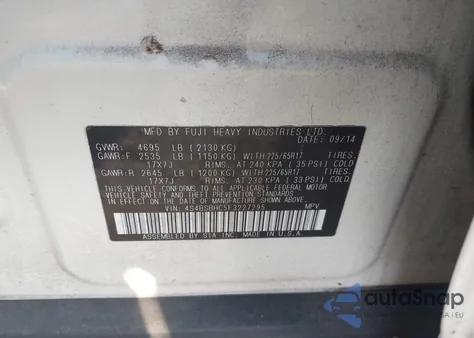 MFD BY FUJI HEAVY INDUSTRIES LTD.
09/14
GVWR: 4695 LB (2130 KG)
GAWR:F 2535 LB (1150 KG) WITH 225/65R17 TIRES.
17X7J RIMS. AT 240 KPA ( 35 PSI) COLD.
GAWR:R 2645 LB (1200 KG) WITH 225/65R17 TIRES.
17X7J RIMS. AT 230 KPA ( 33 PSI) COLD.
THIS VEHICLE CONFORMS TO ALL APPLICABLE FEDERAL MOTOR VEHICLE
SAFETY AND THEFT PREVENTION STANDARDS IN EFFECT ON THE
DATE OF MANUFACTURE SHOWN ABOVE.
VIN: 4S4BSBHC5F3227295 MPV
ASSEMBLED BY SIA INC. MADE IN U.S.A.
autaSnap